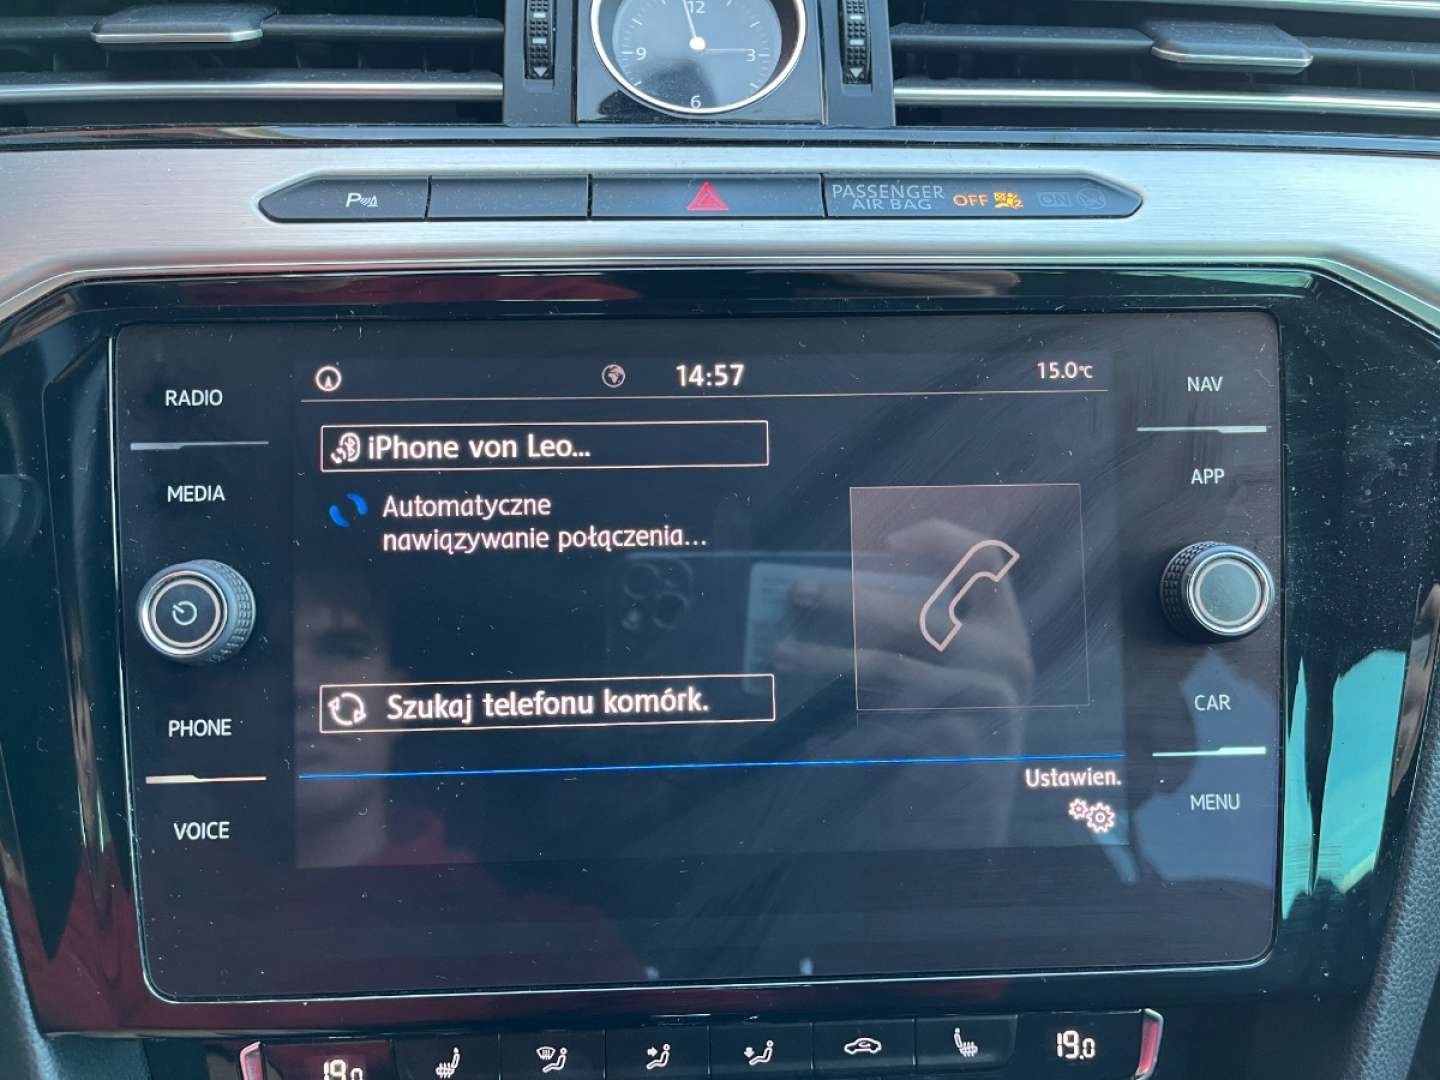 12
9
3
6
P
PASSENGER
AIR BAG
OFF
ON
RADIO
MEDIA
PHONE
VOICE
14:57
15.0°C
iPhone von Leo...
Automatyczne
nawiązywanie połączenia...
Szukaj telefonu komórk.
Ustawien.
NAV
APP
CAR
MENU
19.0
19.0